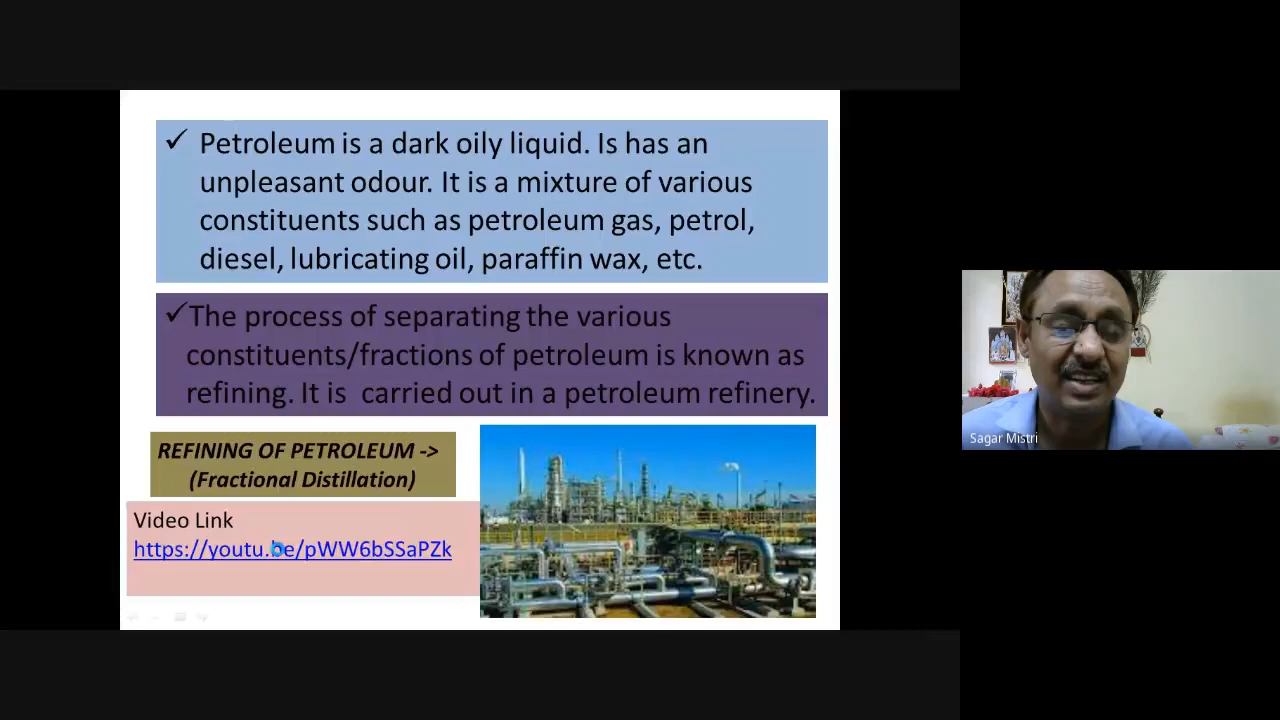 ✓ Petroleum is a dark oily liquid. Is has an
unpleasant odour. It is a mixture of various
constituents such as petroleum gas, petrol,
diesel, lubricating oil, paraffin wax, etc.
✓The process of separating the various
constituents/fractions of petroleum is known as
refining. It is carried out in a petroleum refinery.
REFINING OF PETROLEUM ->
(Fractional Distillation)
Video Link
https://youtu.be/pWW6bSSaPZk
Sagar Mistri